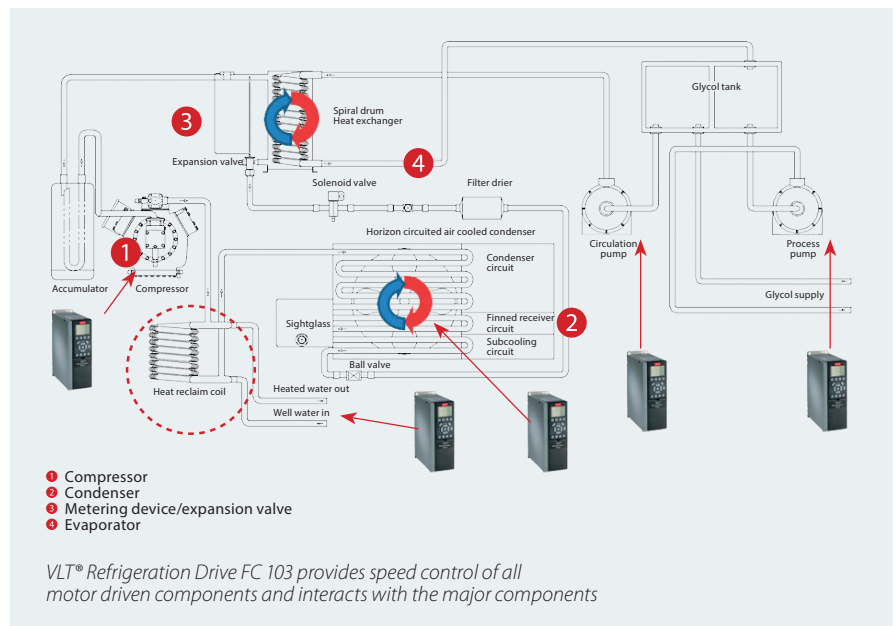 Glycol tank
3
Spiral drum
Heat exchanger
Expansion valve
4
Solenoid valve
Filter drier
Horizon circuited air cooled condenser
1
Condenser
circuit
Circulation
pump
Process
pump
Accumulator
Compressor
Glycol supply
Sightglass
Finned receiver
circuit
2
Subcooling
circuit
Ball valve
Heat reclaim coil
Heated water out
Well water in
1 Compressor
2 Condenser
3 Metering device/expansion valve
4 Evaporator
VLT® Refrigeration Drive FC 103 provides speed control of all
motor driven components and interacts with the major components